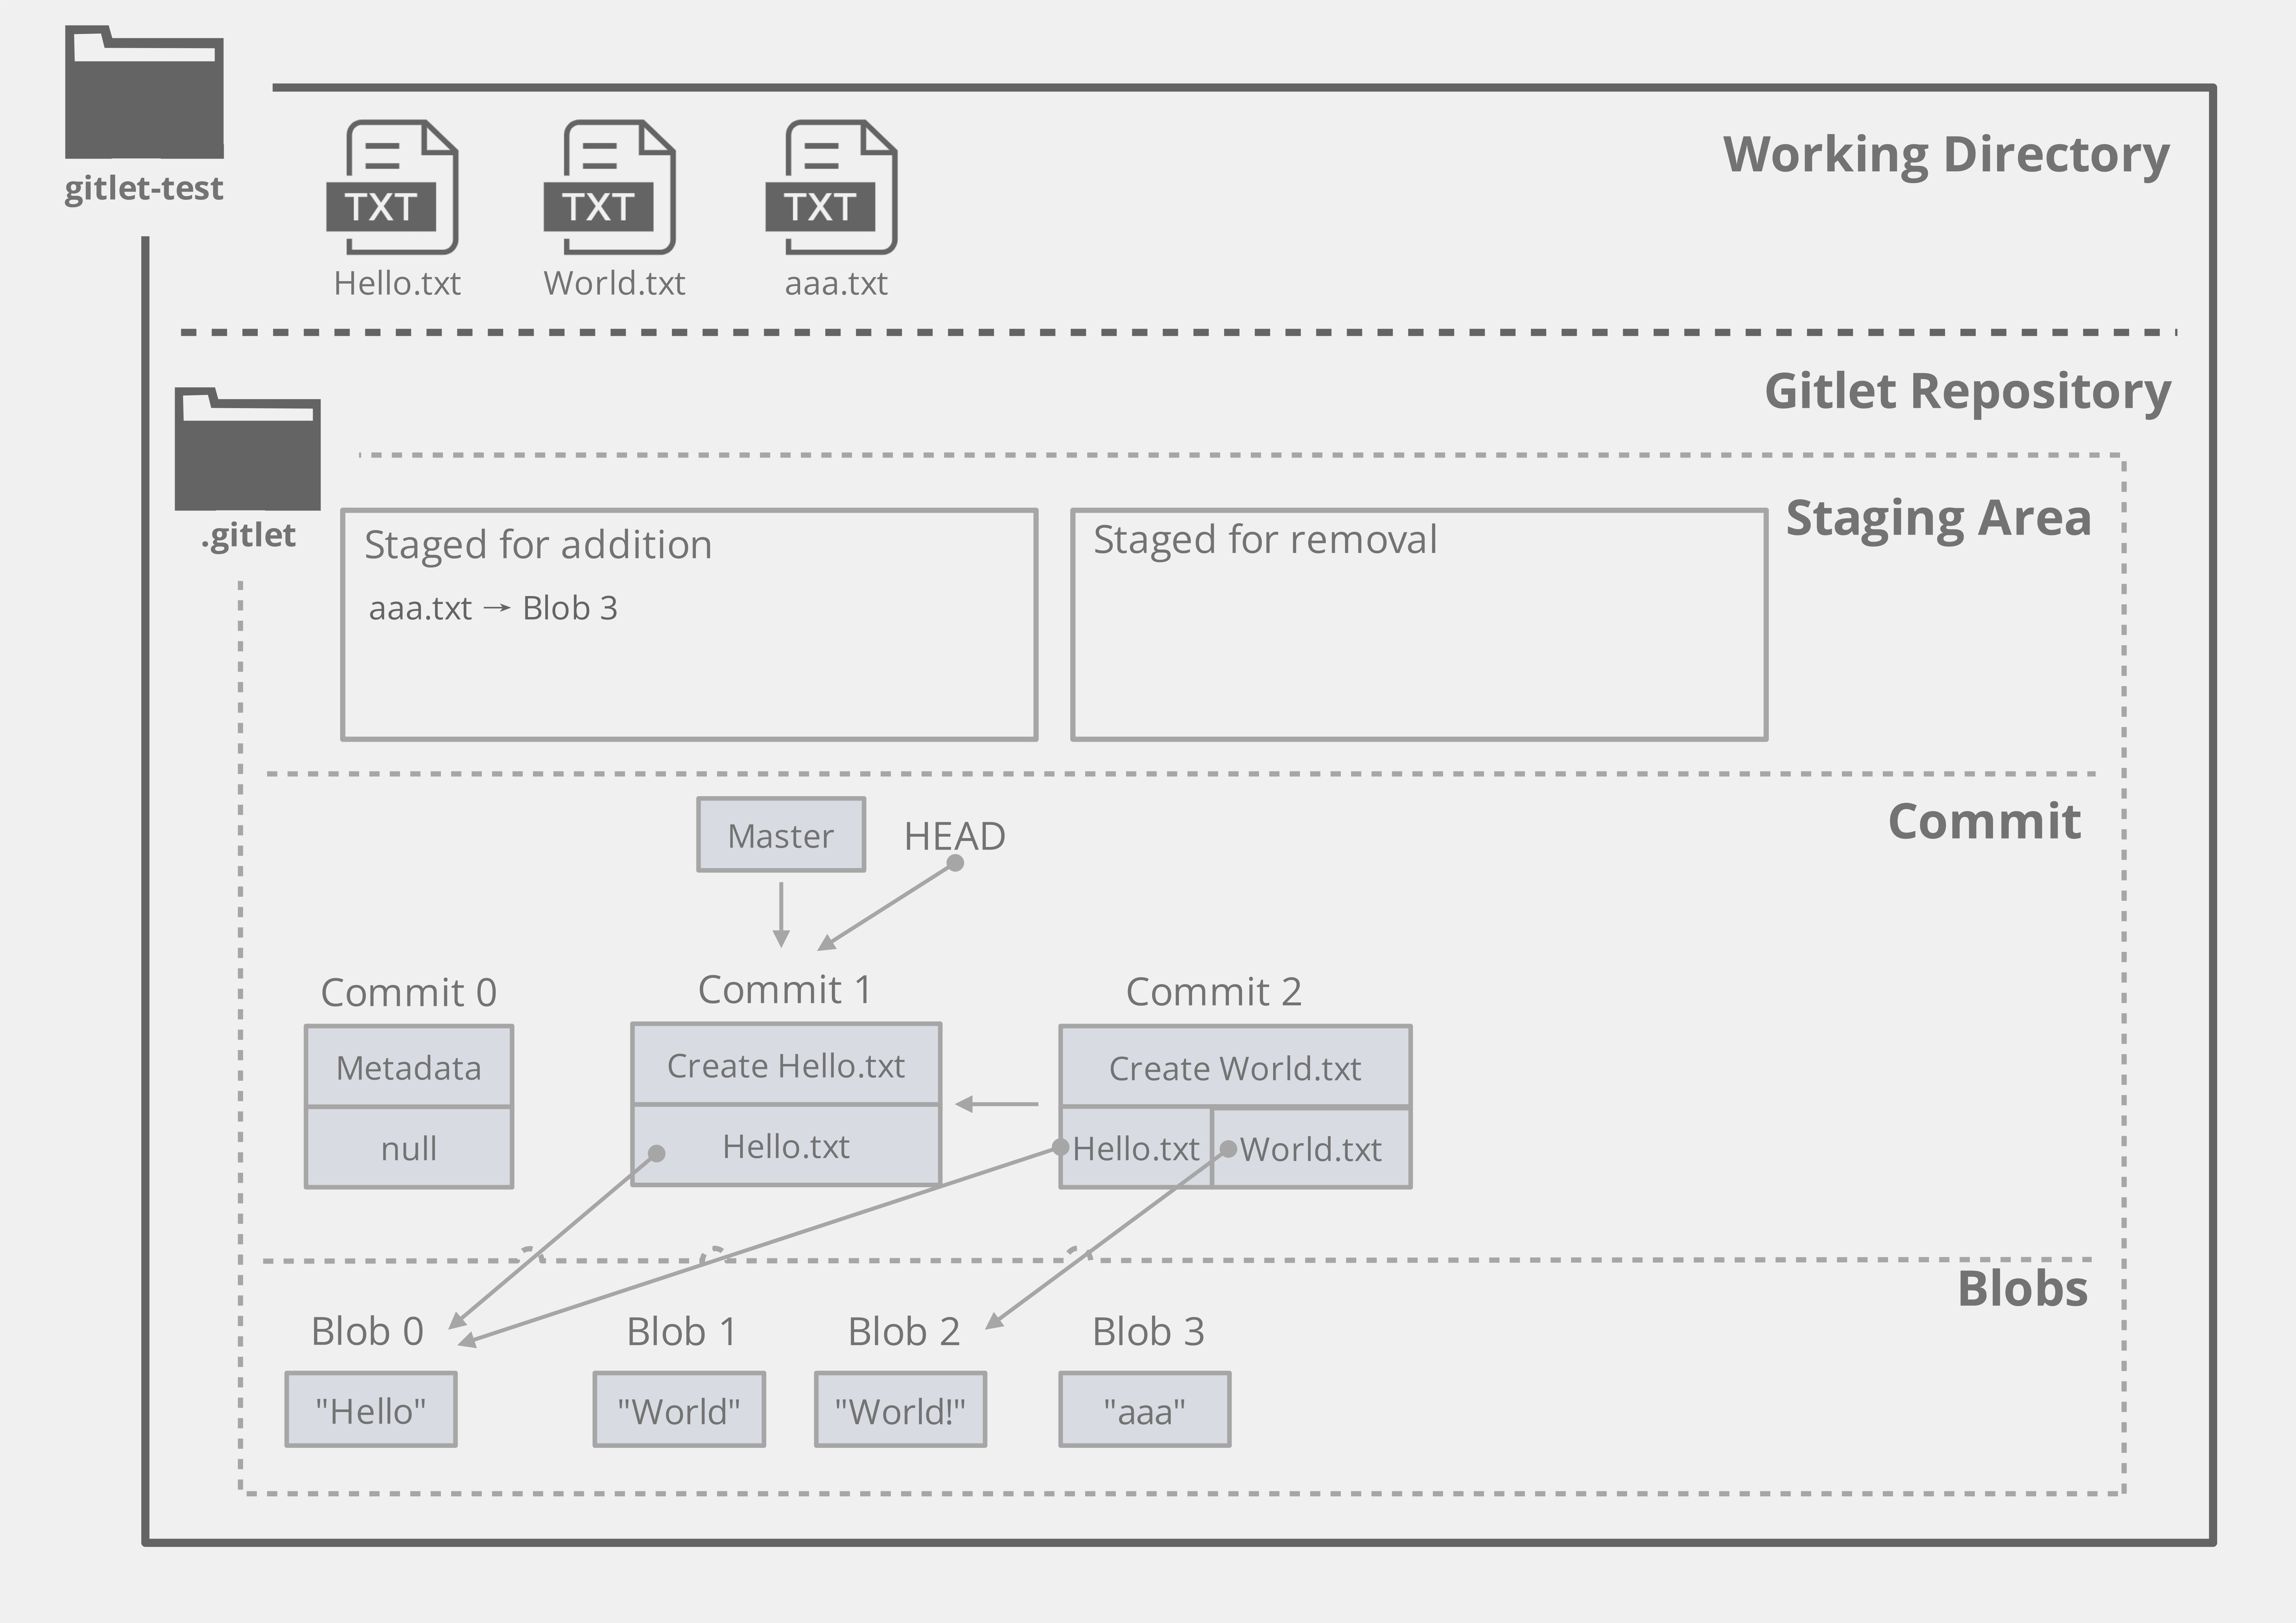 gitlet-test
Working Directory
TXT
TXT
TXT
Hello.txt
World.txt
aaa.txt
Gitlet Repository
.gitlet
Staging Area
Staged for addition
aaa.txt → Blob 3
Staged for removal
Commit
Master
HEAD
Commit 0
Metadata
null
Commit 1
Create Hello.txt
Hello.txt
Commit 2
Create World.txt
Hello.txt
World.txt
Blobs
Blob 0
"Hello"
Blob 1
"World"
Blob 2
"World!"
Blob 3
"aaa"